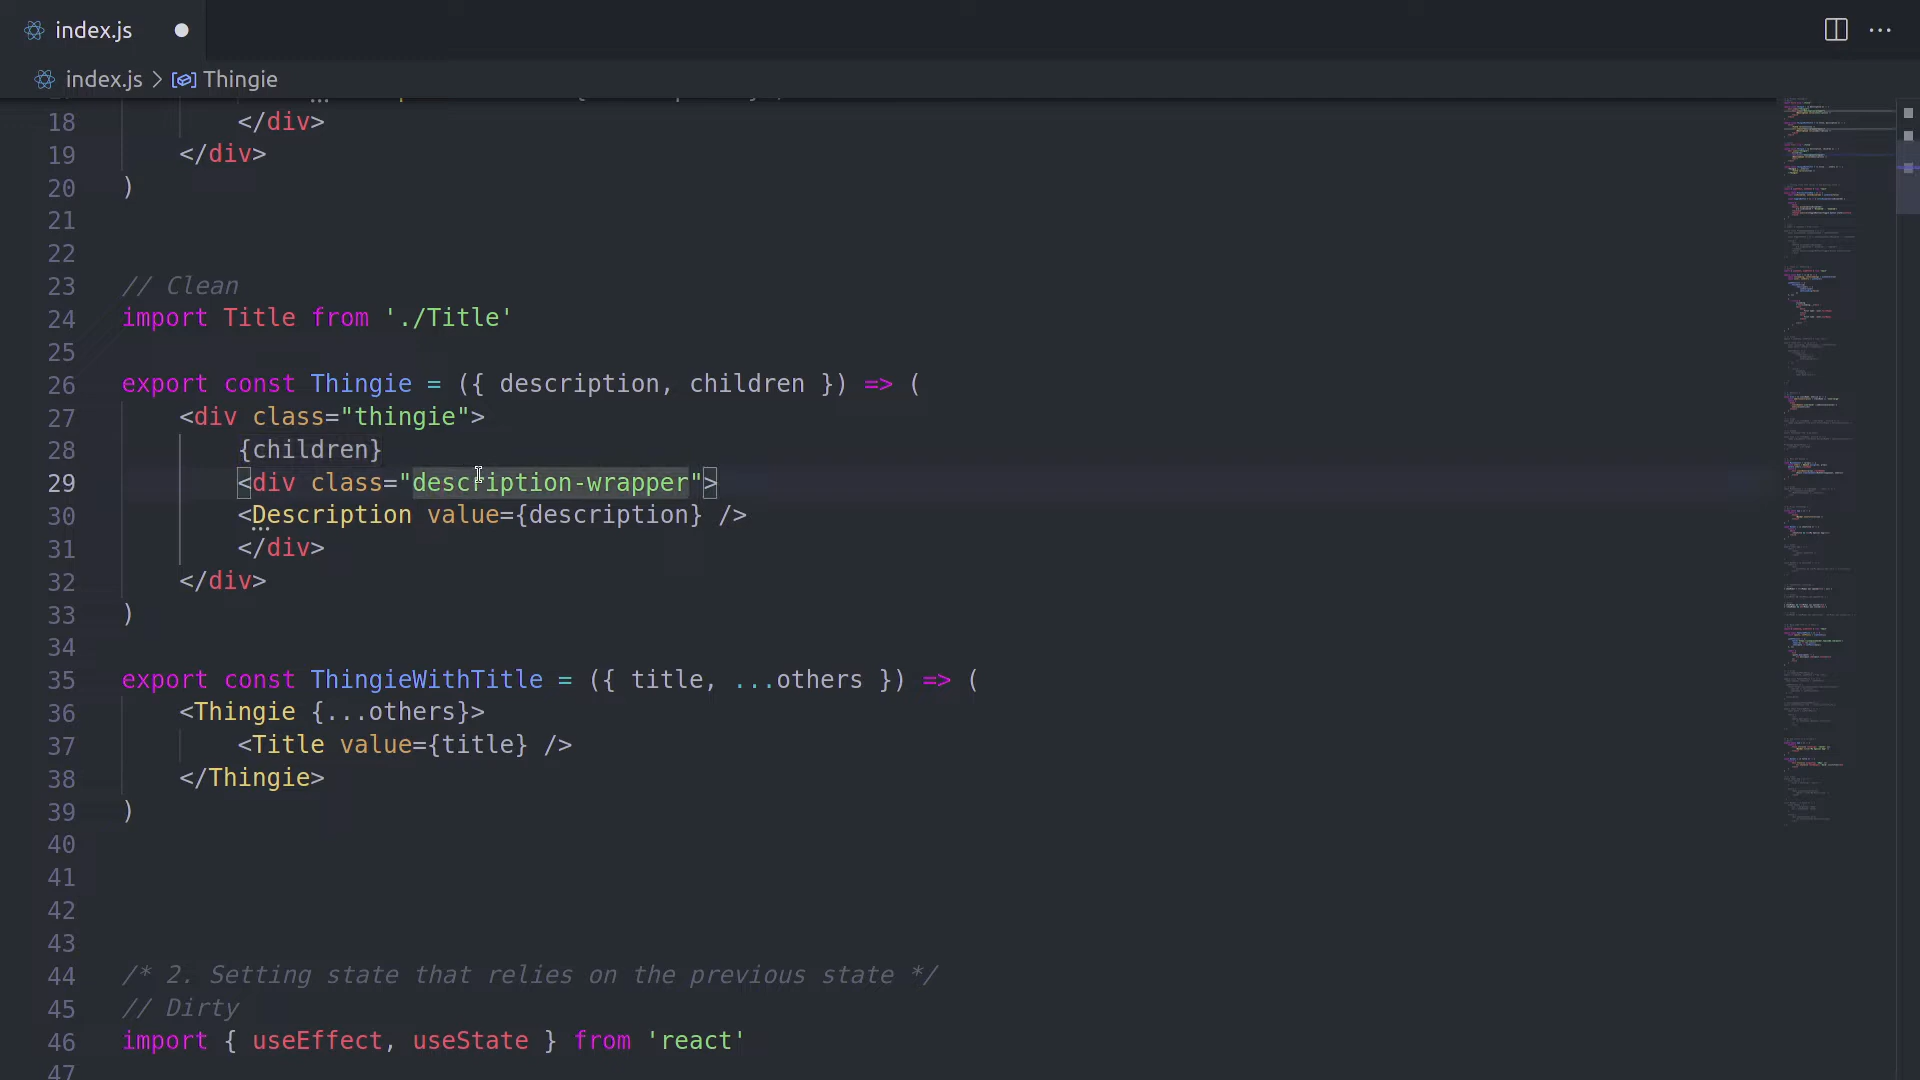 index.js
index.js > Thingie
18 </div>
19 </div>
20 )
21
22
23 // Clean
24 import Title from './Title'
25
26 export const Thingie = ({ description, children }) => (
27 <div class="thingie">
28 {children}
29 <div class="description-wrapper">
30 <Description value={description} />
31 </div>
32 </div>
33 )
34
35 export const ThingieWithTitle = ({ title, ...others }) => (
36 <Thingie {...others}>
37 <Title value={title} />
38 </Thingie>
39 )
40
41
42
43
44 /* 2. Setting state that relies on the previous state */
45 // Dirty
46 import { useEffect, useState } from 'react'
47